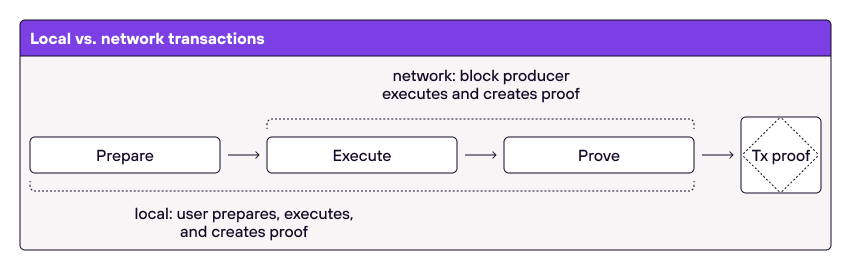 Local vs. network transactions
network: block producer
executes and creates proof
Prepare
Execute
Prove
Tx proof
local: user prepares, executes,
and creates proof